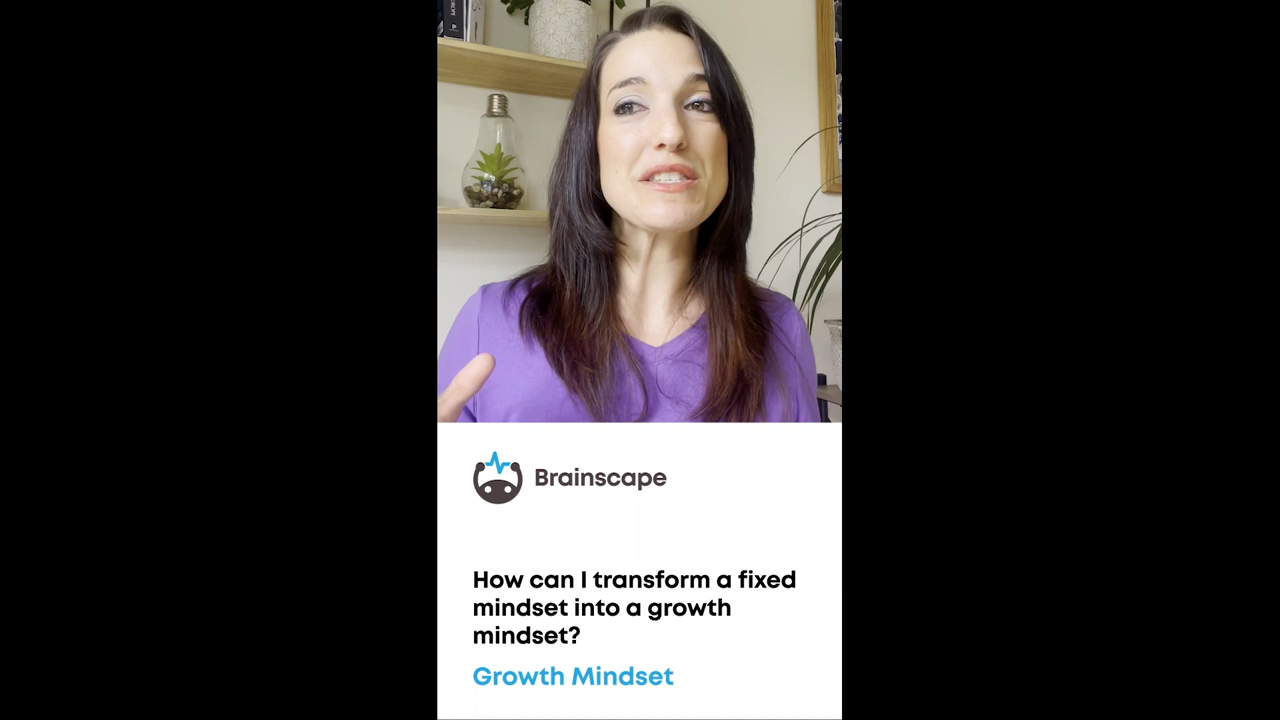 Brainscape
How can I transform a fixed
mindset into a growth
mindset?
Growth Mindset